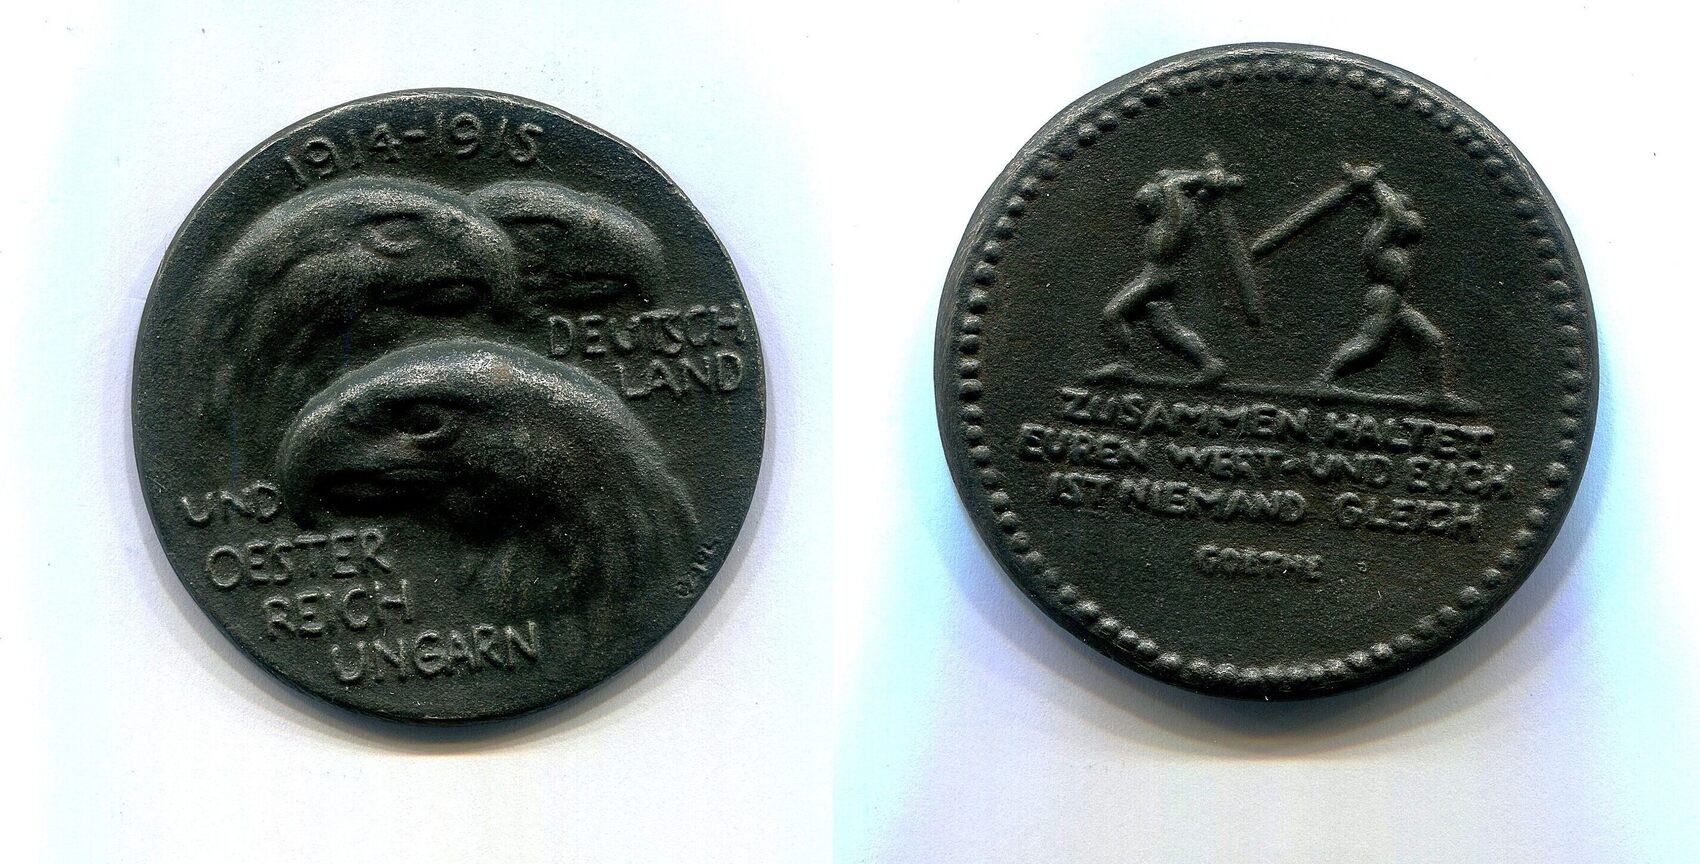 1914-1915
DEUTSCH
LAND
UND
OESTER
REICH
UNGARN
ZUSAMMEN HALTET
EUREN WERT-UND EUCH
IST NIEMAND GLEICH
GOETHE